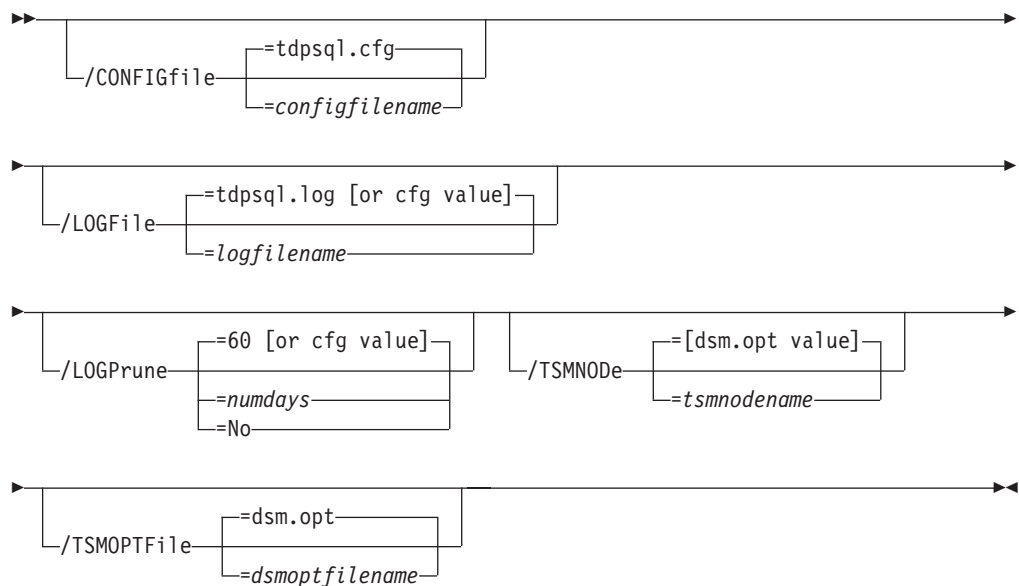 =tdpsql.cfg
/CONFIGfile
=configfilename
=tdpsql.log [or cfg value]
/LOGFile
=logfilename
=60 [or cfg value]
/LOGPrune
=numdays
=No
=[dsm.opt value]
/TSMNODe
=tsmnodename
=dsm.opt
/TSMOPTFile
=dsmoptfilename